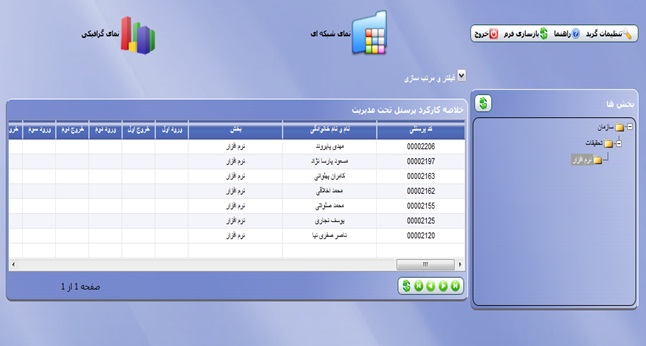 تنظیمات گرید راهنما بازسازی فرم خروج
نمای شبکه ای
نمای گرافیکی
فیلتر و مرتب سازی
بخش ها
سازمان
تحقیقات
نرم افزار
خلاصه کارکرد پرسنل تحت مدیریت
کد پرسنلی نام و نام خانوادگی بخش ورود اول خروج اول ورود دوم خروج دوم ورود سوم
00002206 مهدی پایروند نرم افزار
00002197 مسعود پارسا نژاد نرم افزار
00002163 کامران پهلوانی نرم افزار
00002162 محمد اخلاقی نرم افزار
00002155 محمد صلواتی نرم افزار
00002125 یوسف نجاری نرم افزار
00002120 ناصر صفری نیا نرم افزار
صفحه 1 از 1